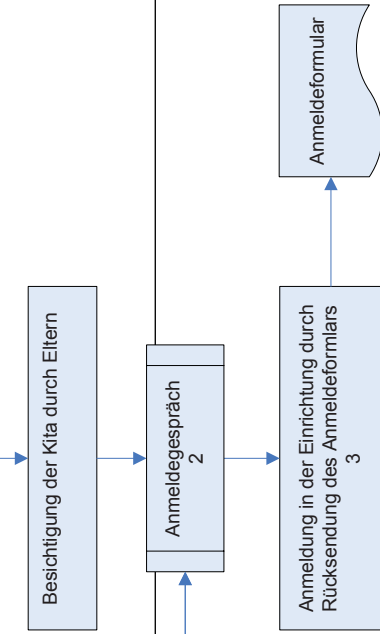 Besichtigung der Kita durch Eltern
Anmeldegespräch
2
Anmeldung in der Einrichtung durch
Rücksendung des Anmeldeformlars
3
Anmeldeformular